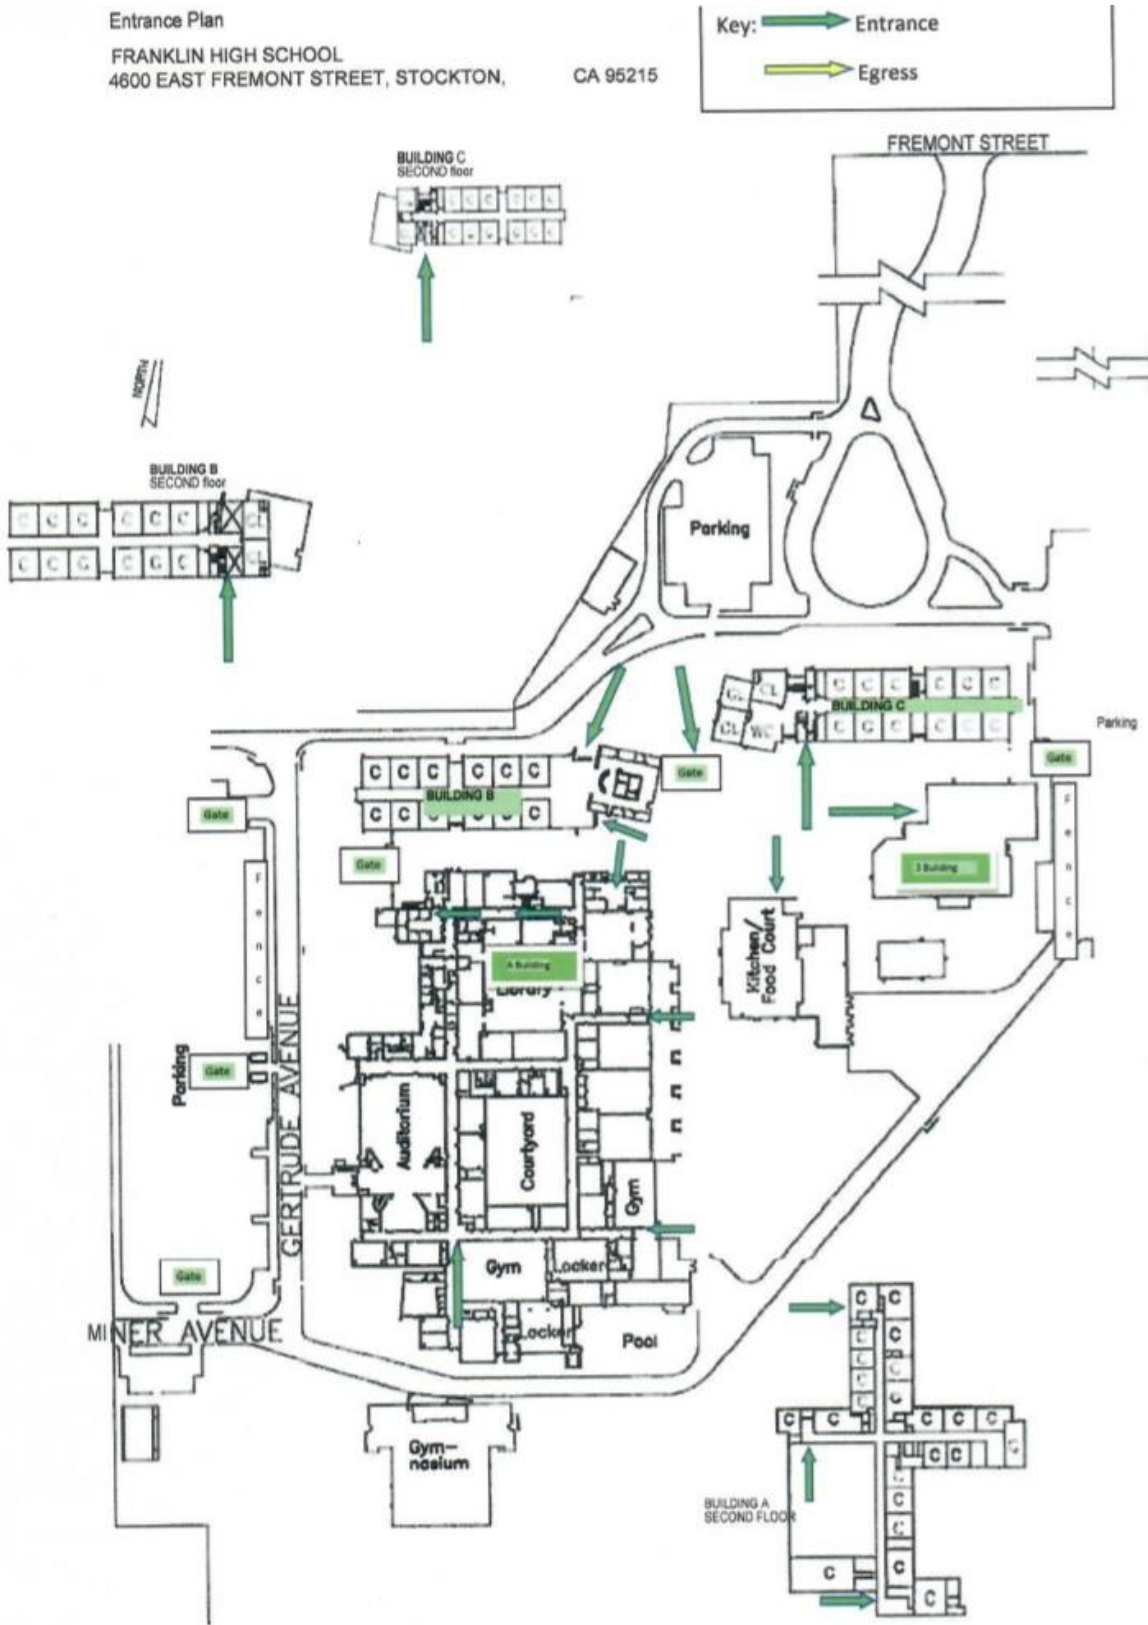 Entrance Plan
FRANKLIN HIGH SCHOOL
4600 EAST FREMONT STREET, STOCKTON, CA 95215
Key: Entrance
Egress
FREMONT STREET
BUILDING C
SECOND floor
NORTH
BUILDING B
SECOND floor
Parking
BUILDING C
Parking
Gate
Gate
BUILDING B
Gate
Gate
Fence
Fence
3 Building
Kitchen/
Food Court
A Building
Library
Parking
Gate
GERTRUDE AVENUE
Auditorium
Courtyard
Gym
Gym
Locker
Locker
Pool
Gate
MINER AVENUE
Gym-
nasium
BUILDING A
SECOND FLOOR